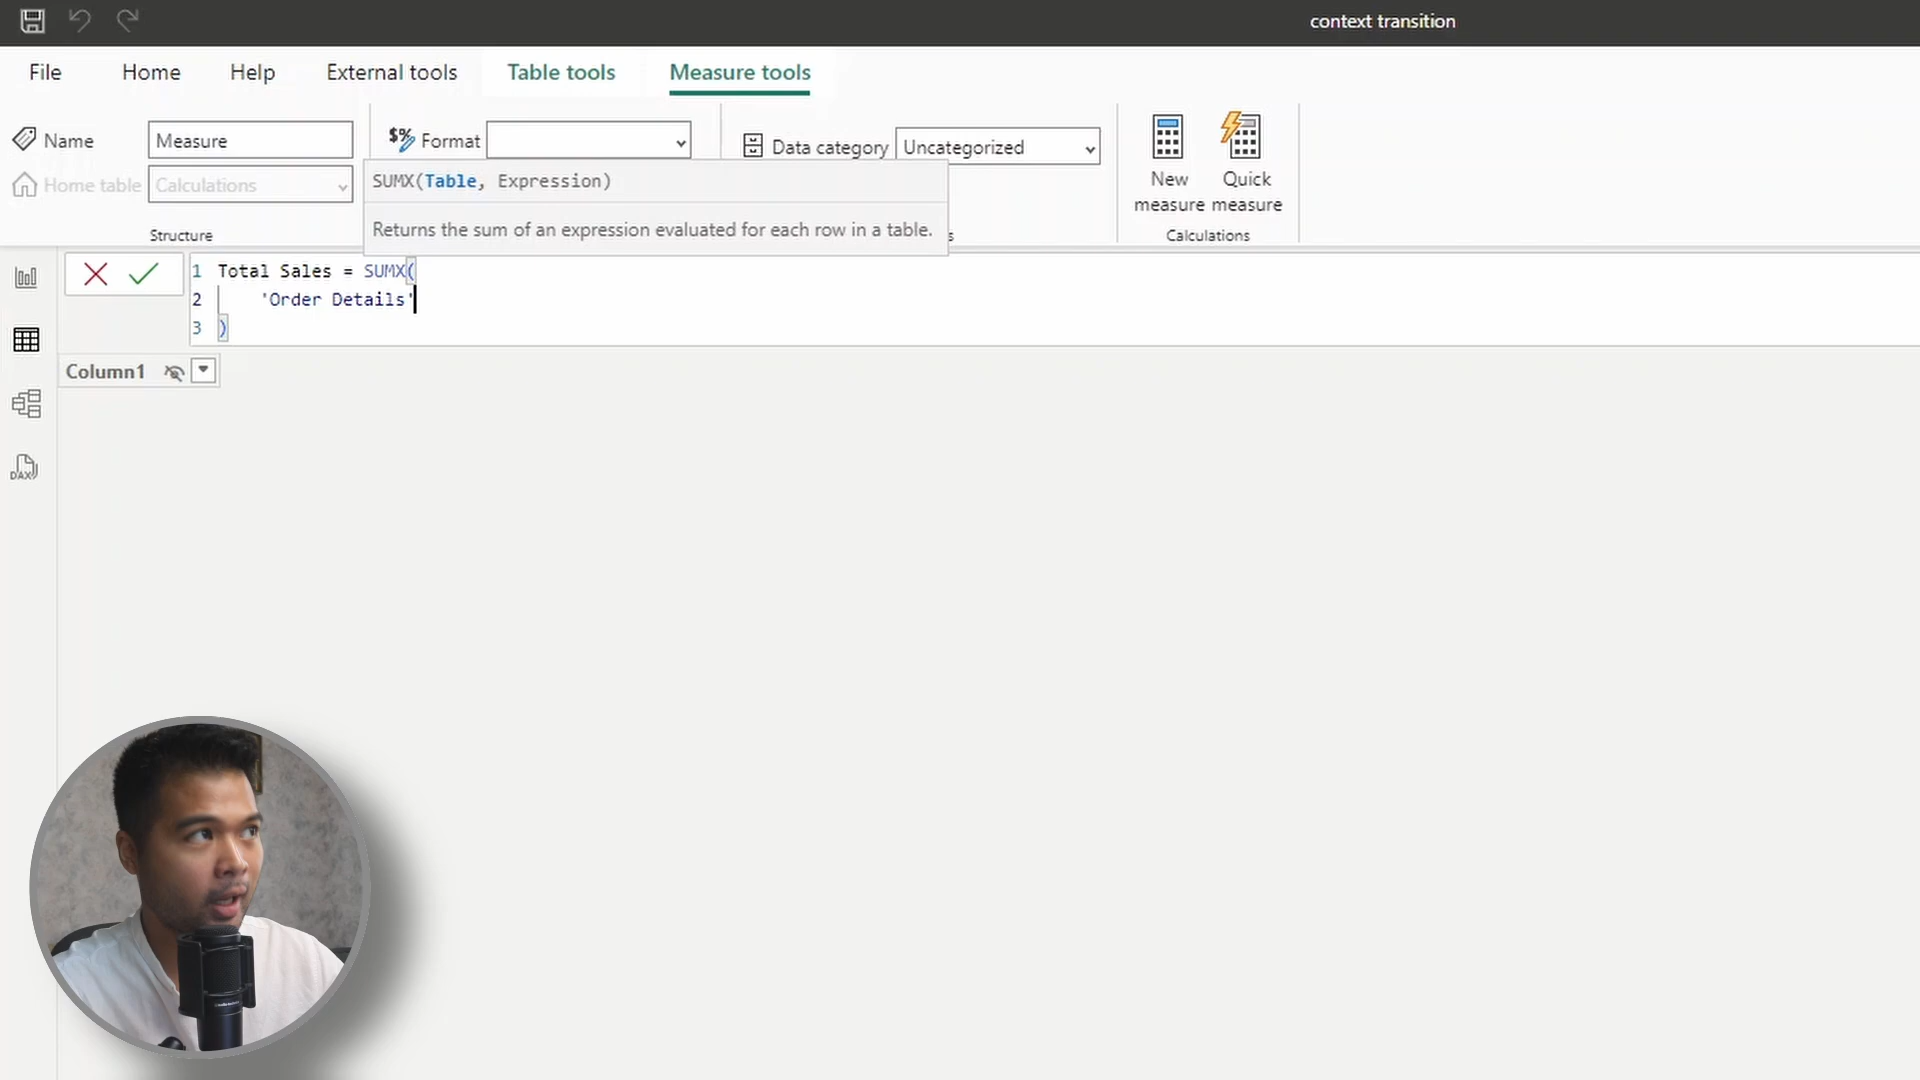 context transition
File Home Help External tools Table tools Measure tools
Name Measure $% Format Data category Uncategorized
Home table Calculations
SUMX(Table, Expression)
New measure
Quick measure
Returns the sum of an expression evaluated for each row in a table.
Structure s Calculations
1 Total Sales = SUMX(
2 'Order Details'
3 )
Column1
DAX